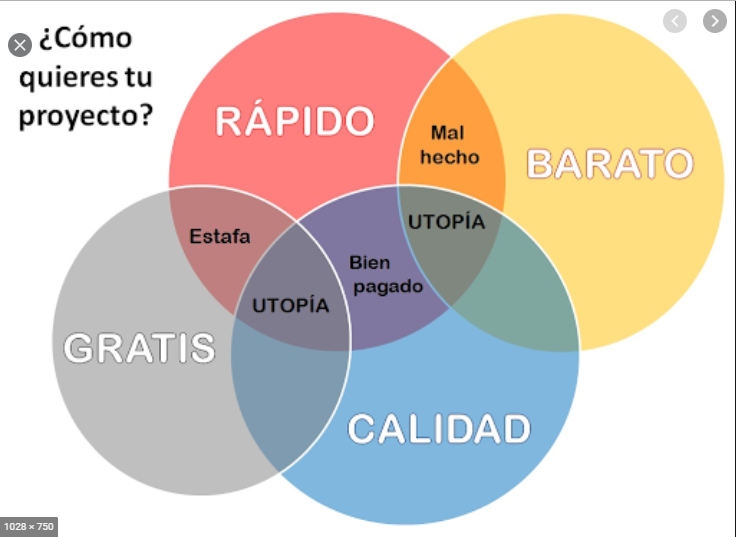 ¿Cómo
quieres tu
proyecto?
RÁPIDO
Mal
hecho
BARATO
Estafa
UTOPÍA
Bien
pagado
UTOPÍA
GRATIS
CALIDAD
1028 × 750